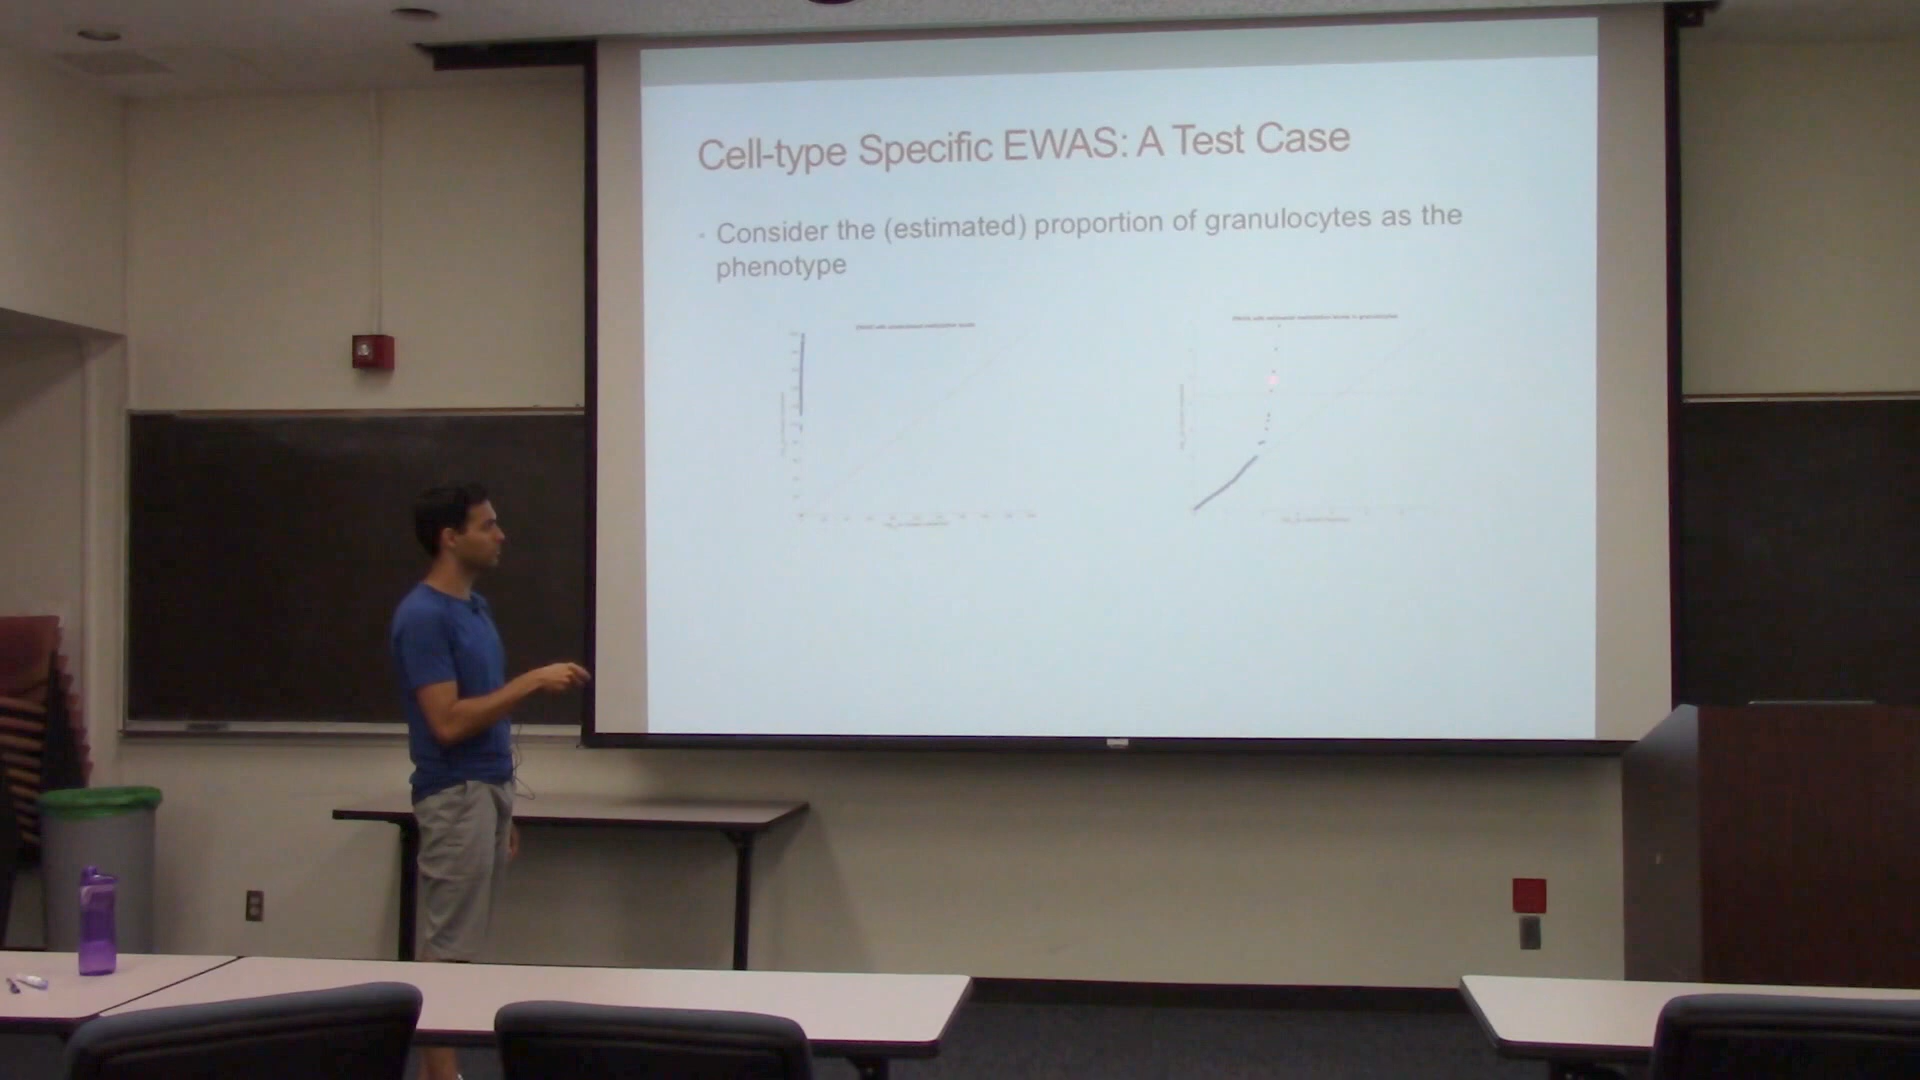 Cell-type Specific EWAS: A Test Case
Consider the (estimated) proportion of granulocytes as the
phenotype